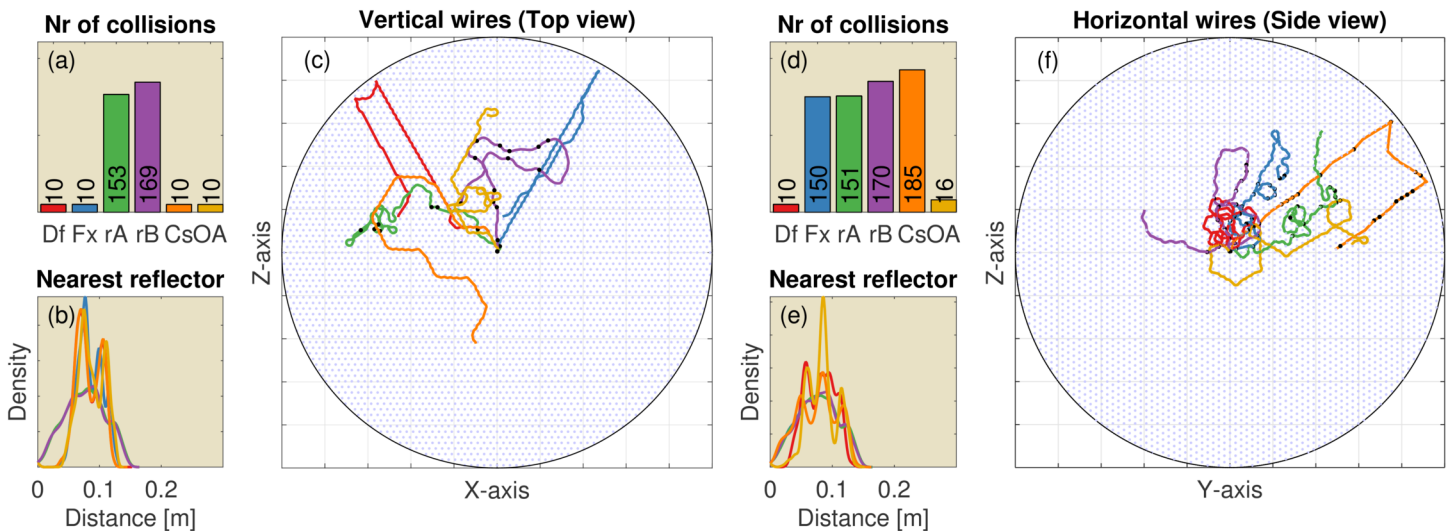 Nr of collisions
(a)
10
10
153
169
10
10
Df Fx rA rB CsOA
Nearest reflector
(b)
Density
0 0.1 0.2
Distance [m]
Vertical wires (Top view)
(c)
Z-axis
X-axis
Nr of collisions
(d)
10
150
151
170
185
16
Df Fx rA rB CsOA
Nearest reflector
(e)
Density
0 0.1 0.2
Distance [m]
Horizontal wires (Side view)
(f)
Z-axis
Y-axis